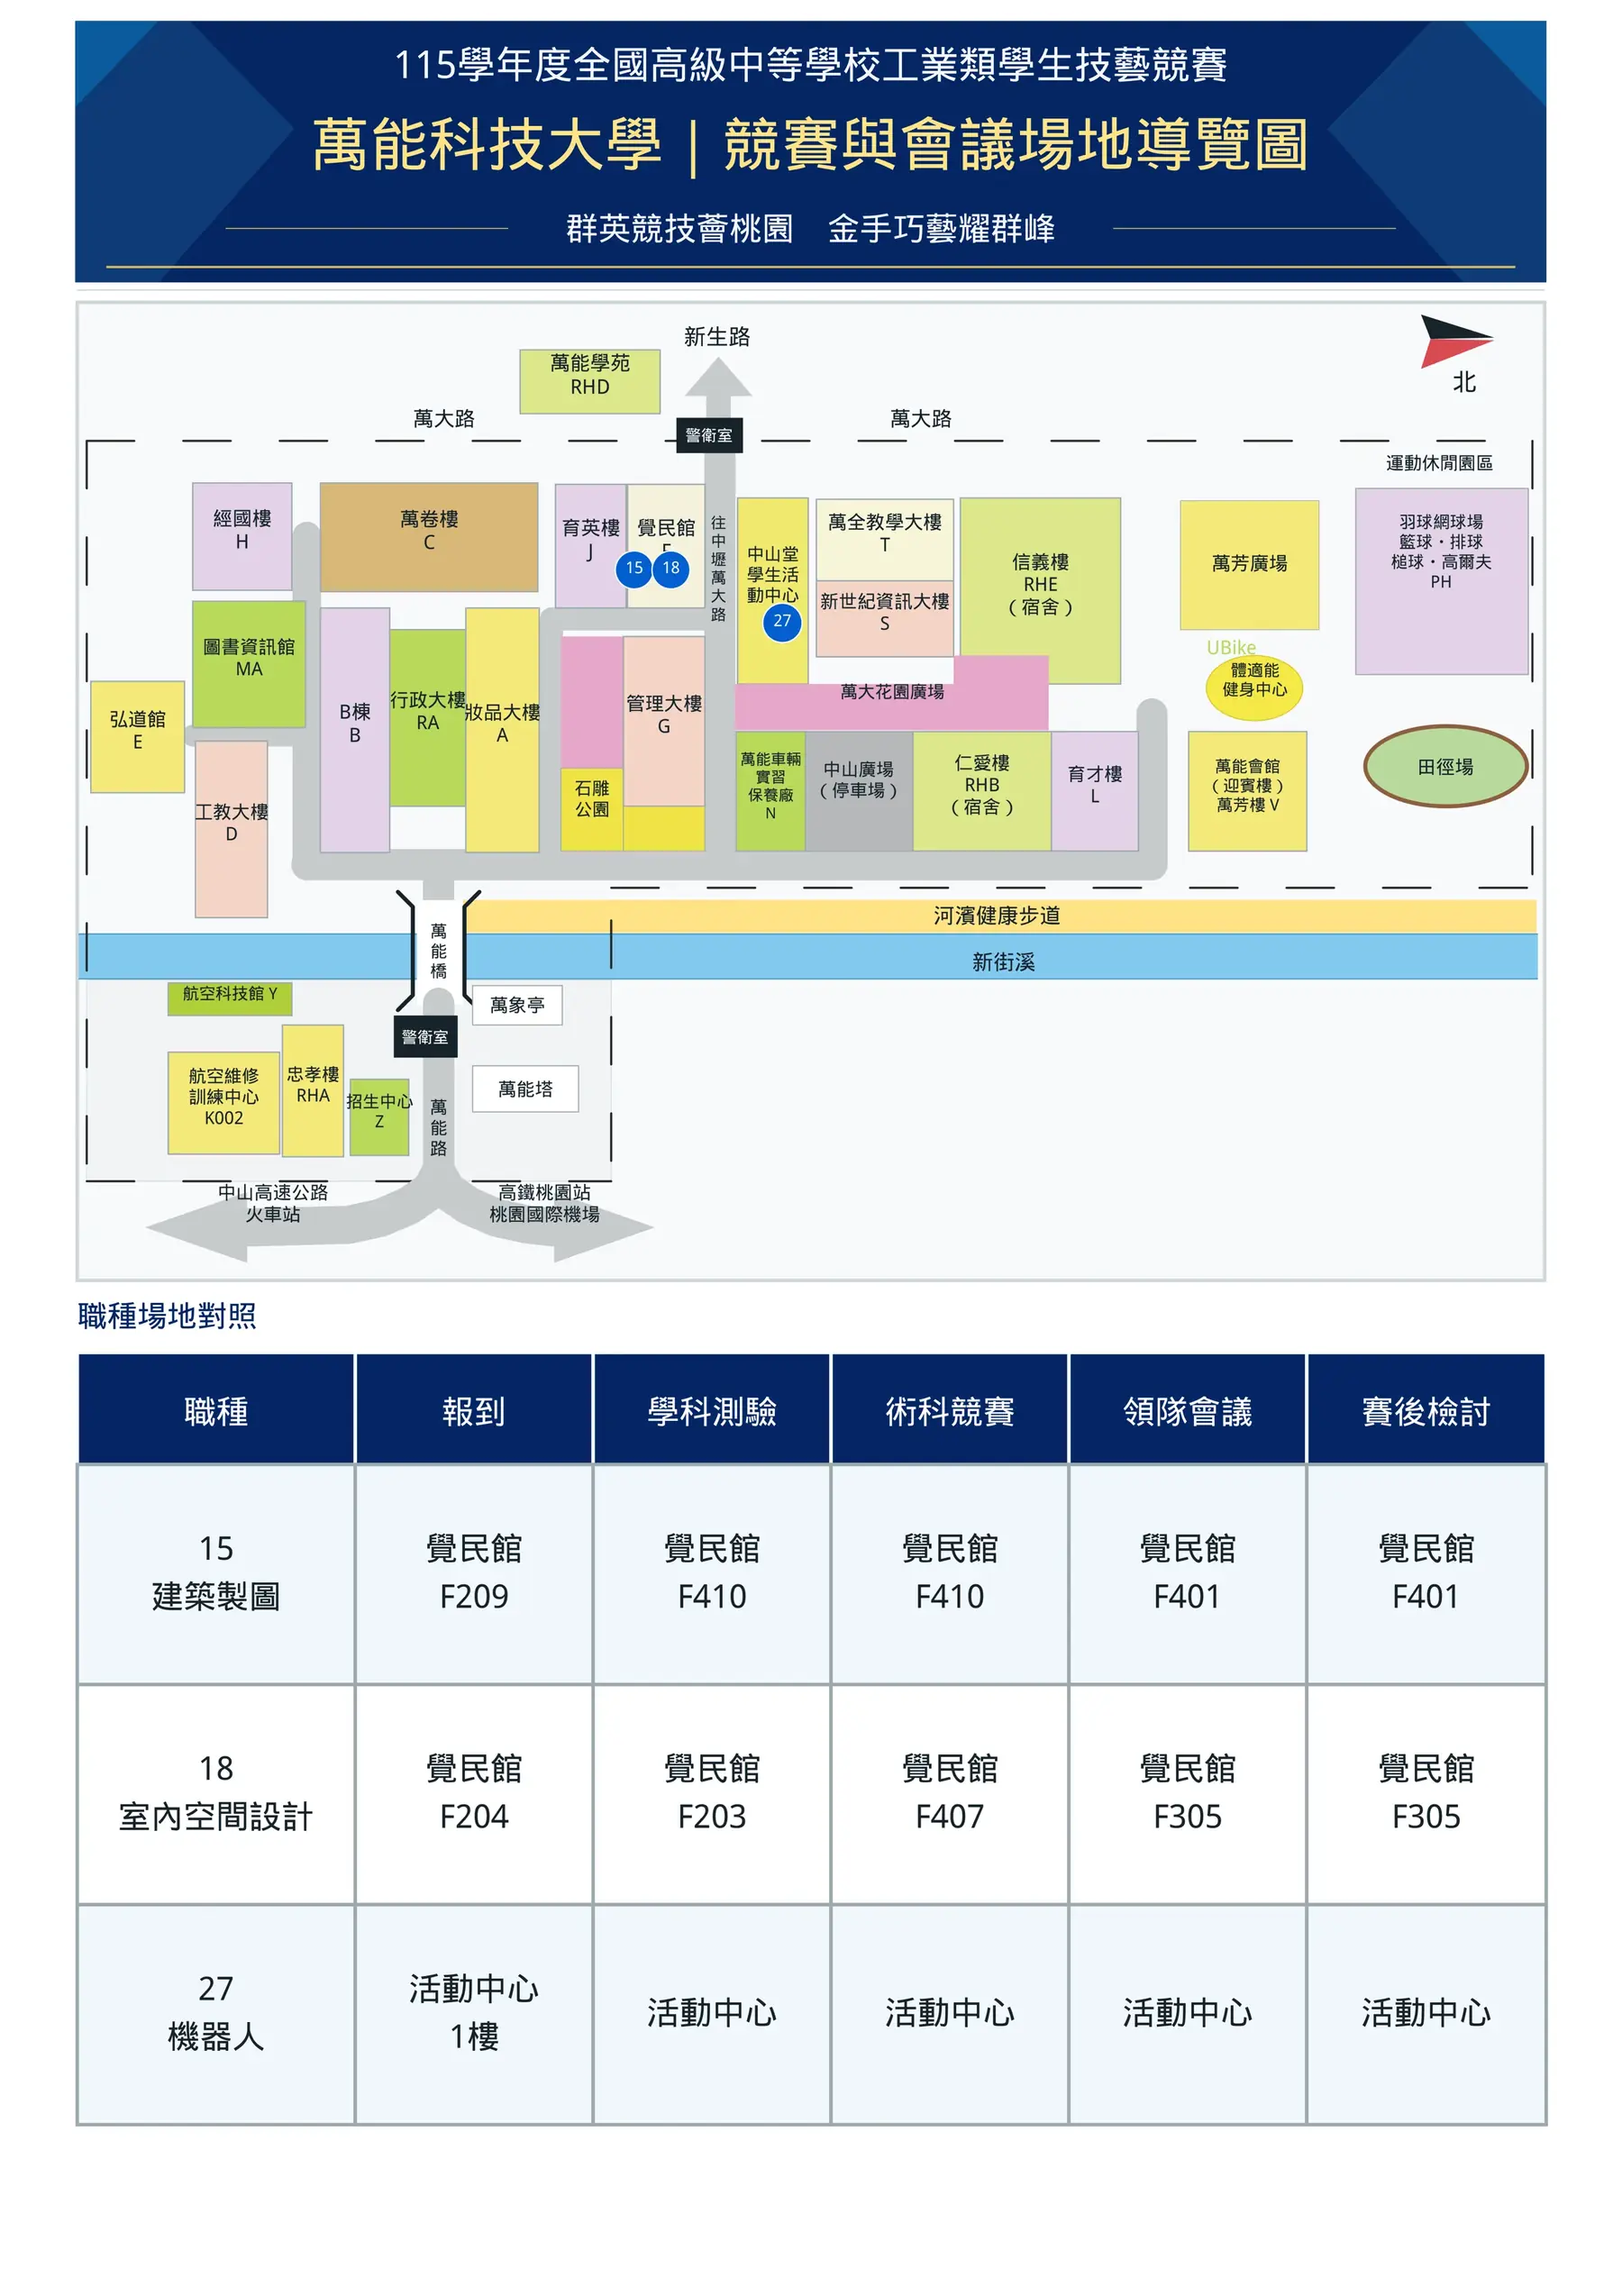 115學年度全國高級中等學校工業類學生技藝競賽
萬能科技大學 | 競賽與會議場地導覽圖
群英競技薈桃園　金手巧藝耀群峰
新生路
北
萬能學苑
RHD
萬大路
萬大路
警衛室
運動休閒園區
經國樓
H
萬卷樓
C
育英樓
J
覺民館
15
18
往中壢萬大路
中山堂
學生活
動中心
27
萬全教學大樓
T
新世紀資訊大樓
S
信義樓
RHE
（宿舍）
萬芳廣場
羽球網球場
籃球・排球
槌球・高爾夫
PH
UBike
體適能
健身中心
圖書資訊館
MA
弘道館
E
工教大樓
D
B棟
B
行政大樓
RA
妝品大樓
A
管理大樓
G
石雕
公園
萬大花園廣場
萬能車輛
實習
保養廠
N
中山廣場
（停車場）
仁愛樓
RHB
（宿舍）
育才樓
L
萬能會館
（迎賓樓）
萬芳樓 V
田徑場
河濱健康步道
新街溪
萬能橋
航空科技館 Y
萬象亭
警衛室
航空維修
訓練中心
K002
忠孝樓
RHA
招生中心
Z
萬能塔
萬能路
中山高速公路
火車站
高鐵桃園站
桃園國際機場
職種場地對照
職種 報到 學科測驗 術科競賽 領隊會議 賽後檢討
15 覺民館 覺民館 覺民館 覺民館 覺民館
建築製圖 F209 F410 F410 F401 F401
18 覺民館 覺民館 覺民館 覺民館 覺民館
室內空間設計 F204 F203 F407 F305 F305
27 活動中心 活動中心 活動中心 活動中心 活動中心
機器人 1樓